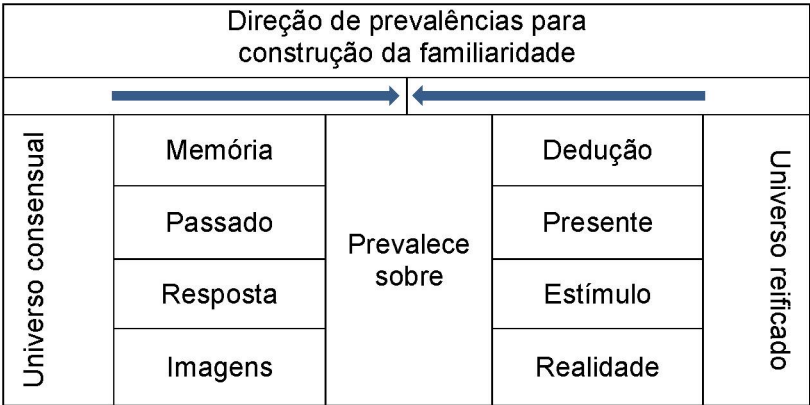 Direção de prevalências para
construção da familiaridade
Universo consensual
Memória
Passado
Resposta
Imagens
Prevalece
sobre
Dedução
Presente
Estímulo
Realidade
Universo reificado